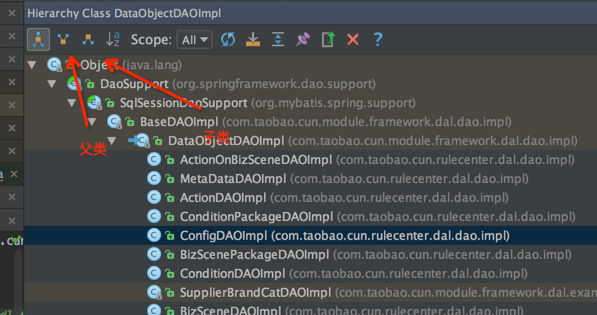 Hierarchy Class DataObjectDAOImpl
Scope: All
Object (java.lang)
DaoSupport (org.springframework.dao.support)
SqlSessionDaoSupport (org.mybatis.spring.support)
BaseDAOImpl (com.taobao.cun.module.framework.dal.dao.impl)
子类
父类
DataObjectDAOImpl (com.taobao.cun.module.framework.dal.dao.impl)
ActionOnBizSceneDAOImpl (com.taobao.cun.rulecenter.dal.dao.impl)
MetaDataDAOImpl (com.taobao.cun.rulecenter.dal.dao.impl)
ActionDAOImpl (com.taobao.cun.rulecenter.dal.dao.impl)
ConditionPackageDAOImpl (com.taobao.cun.rulecenter.dal.dao.impl)
ConfigDAOImpl (com.taobao.cun.rulecenter.dal.dao.impl)
BizScenePackageDAOImpl (com.taobao.cun.rulecenter.dal.dao.impl)
ConditionDAOImpl (com.taobao.cun.rulecenter.dal.dao.impl)
SupplierBrandCatDAOImpl (com.taobao.cun.module.framework.dal.exa
BizSceneDAOImpl (com.taobao.cun.rulecenter.dal.dao.impl)